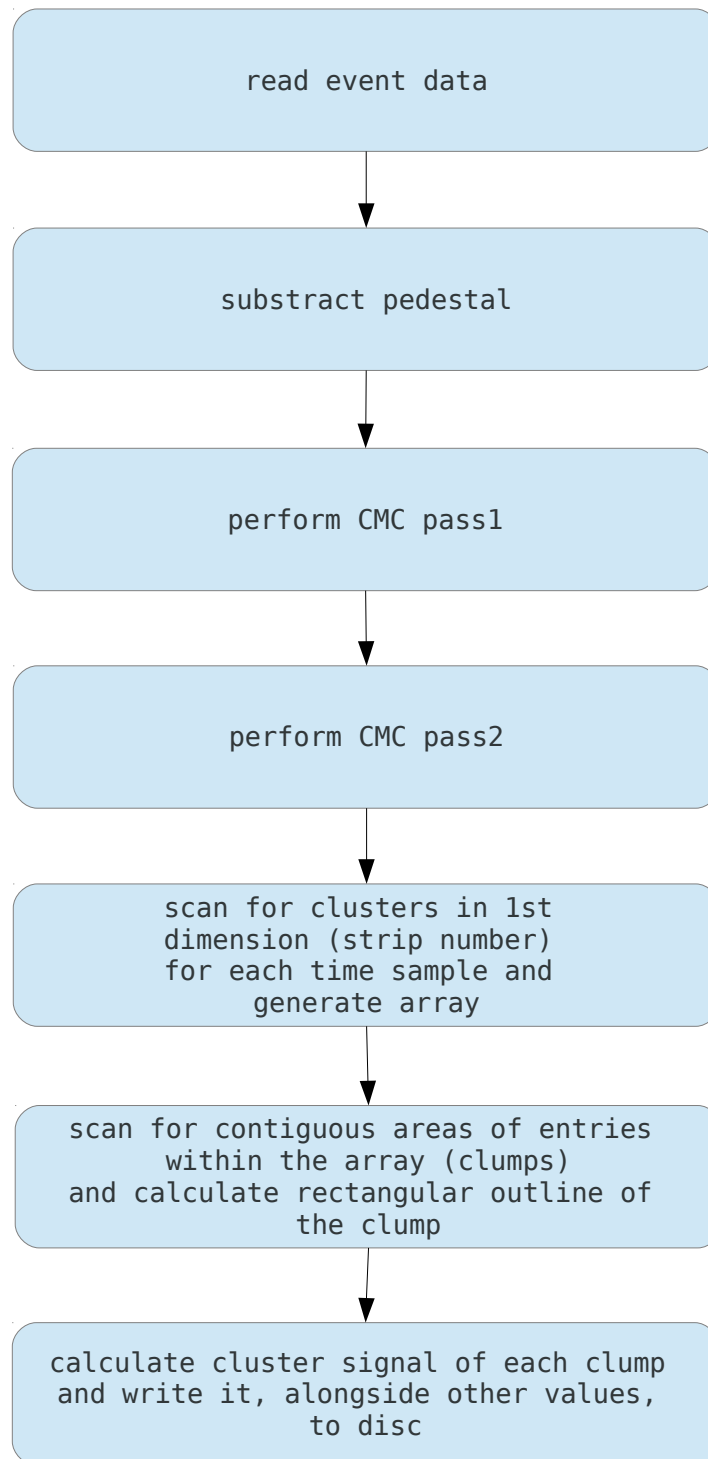 read event data
substract pedestal
perform CMC pass1
perform CMC pass2
scan for clusters in 1st
dimension (strip number)
for each time sample and
generate array
scan for contiguous areas of entries
within the array (clumps)
and calculate rectangular outline of
the clump
calculate cluster signal of each clump
and write it, alongside other values,
to disc